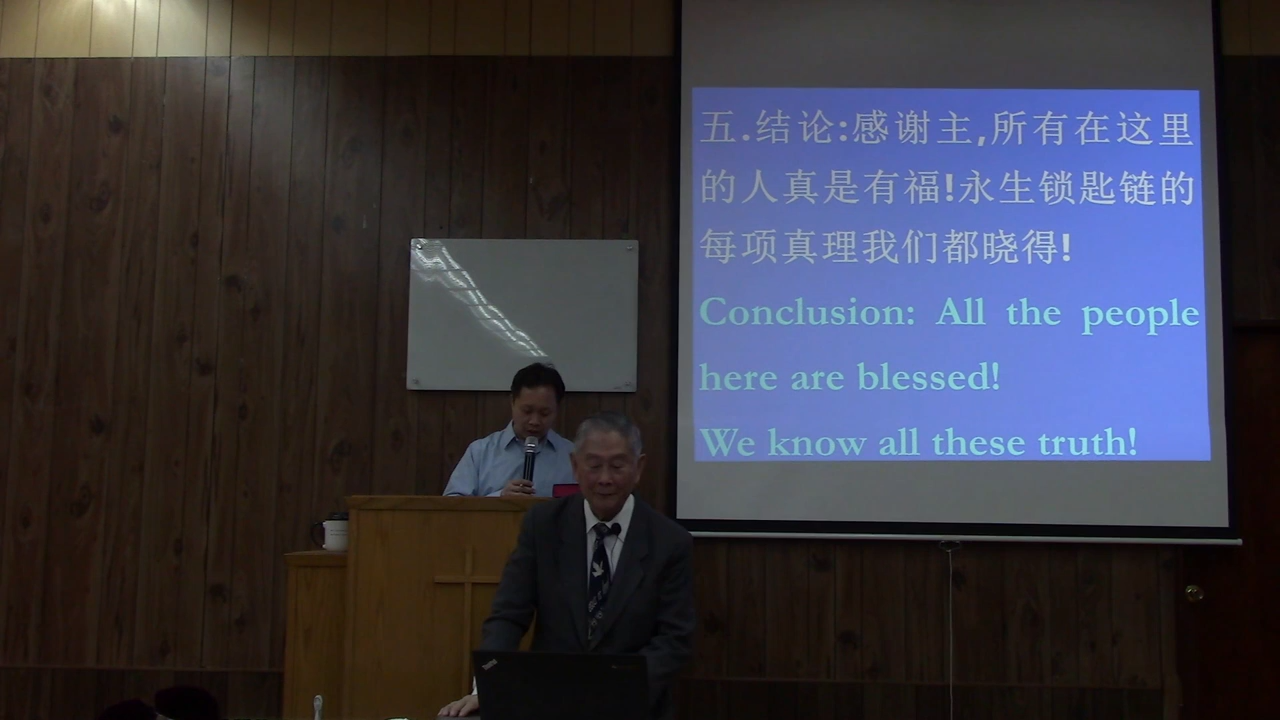 五.结论:感谢主,所有在这里
的人真是有福!永生锁匙链的
每项真理我们都晓得!
Conclusion: All the people
here are blessed!
We know all these truth!
ThinkPad